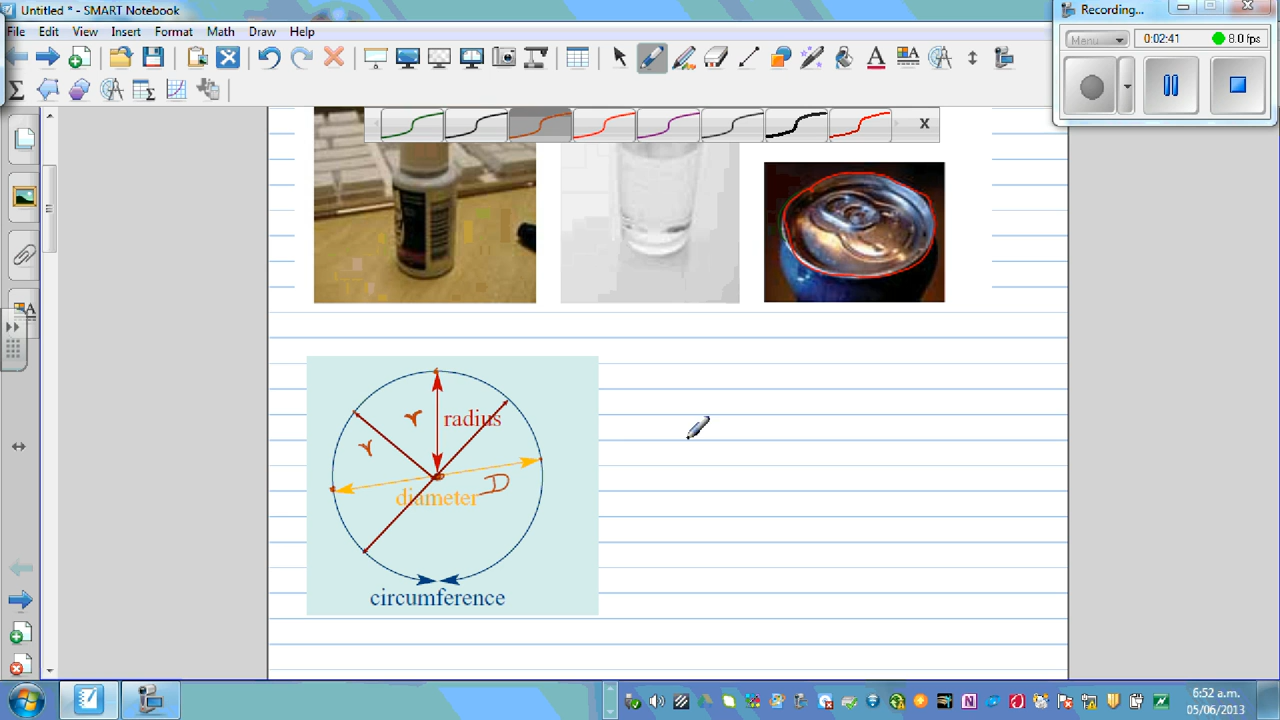 Untitled * - SMART Notebook
Recording...
File Edit View Insert Format Math Draw Help
Menu
0:02:41
8.0 fps
X
r
radius
r
diameter
D
circumference
6:52 a.m.
05/06/2013